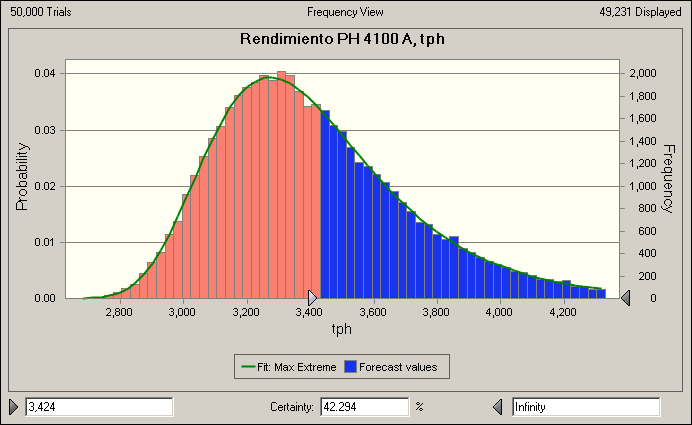 50,000 Trials Frequency View 49,231 Displayed
Rendimiento PH 4100 A, tph
Probability
0.04
0.03
0.02
0.01
0.00
2,000
1,800
1,600
1,400
1,200
1,000
800
600
400
200
0
Frequency
2,800 3,000 3,200 3,400 3,600 3,800 4,000 4,200
tph
Fit: Max Extreme Forecast values
3,424 Certainty: 42.294 % Infinity